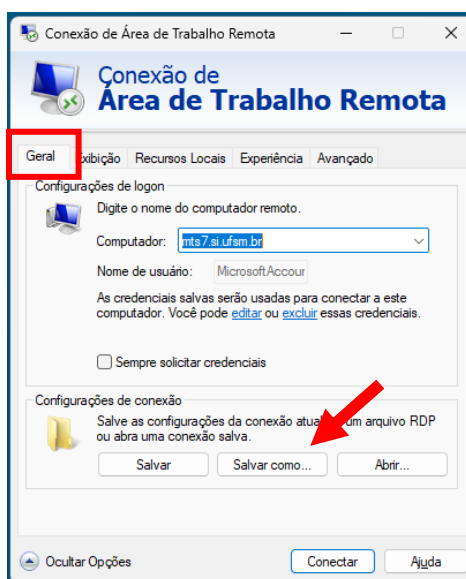 Conexão de Área de Trabalho Remota
Conexão de
Área de Trabalho Remota
Geral Exibição Recursos Locais Experiência Avançado
Configurações de logon
Digite o nome do computador remoto.
Computador: mts7.si.ufsm.br
Nome de usuário: MicrosoftAccour
As credenciais salvas serão usadas para conectar a este
computador. Você pode editar ou excluir essas credenciais.
Sempre solicitar credenciais
Configurações de conexão
Salve as configurações da conexão atual um arquivo RDP
ou abra uma conexão salva.
Salvar Salvar como... Abrir...
Ocultar Opções Conectar Ajuda